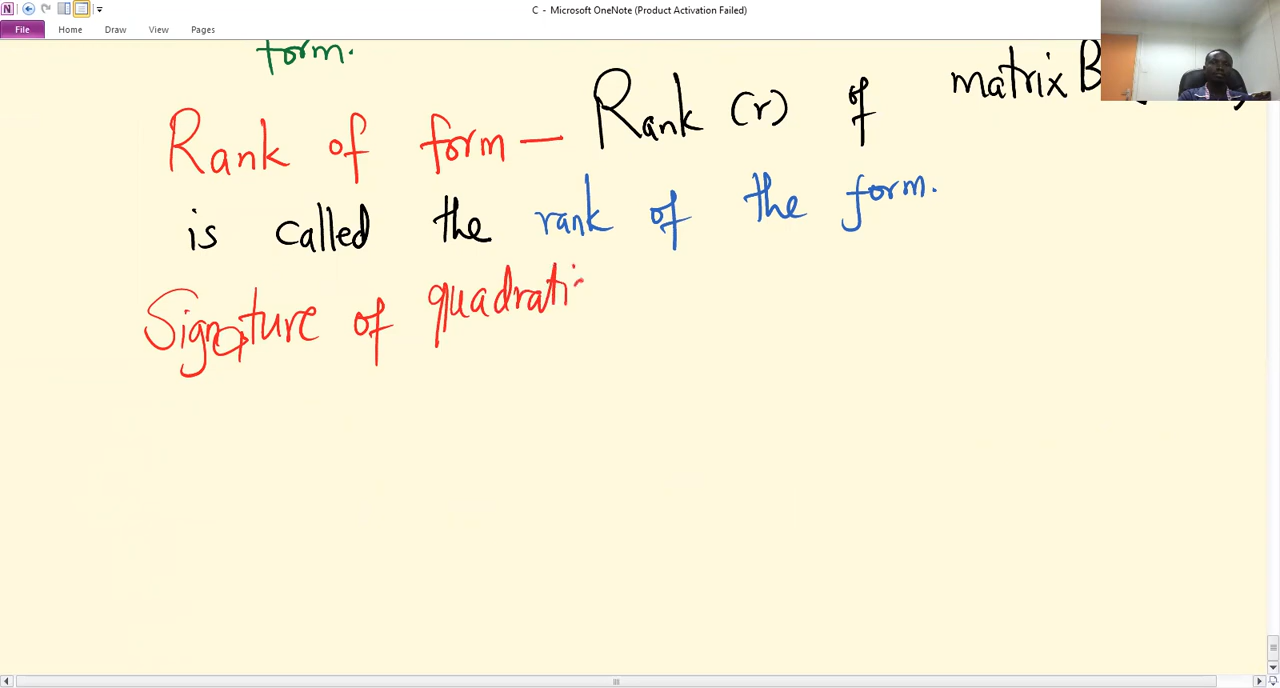 C - Microsoft OneNote (Product Activation Failed)
File Home Draw View Pages
form.
Rank of form — Rank (r) of matrix B
is called the rank of the form.
Signature of quadrati